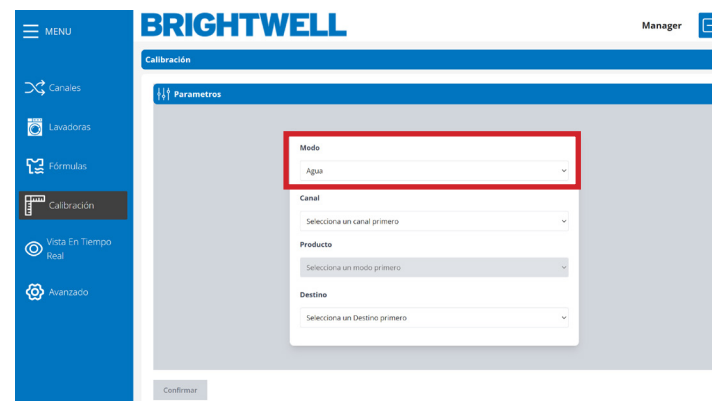 MENU
BRIGHTWELL
Manager
Calibración
Canales
Parametros
Lavadoras
Modo
Agua
Fórmulas
Canal
Calibración
Selecciona un canal primero
Producto
Vista En Tiempo
Real
Selecciona un modo primero
Avanzado
Destino
Selecciona un Destino primero
Confirmar